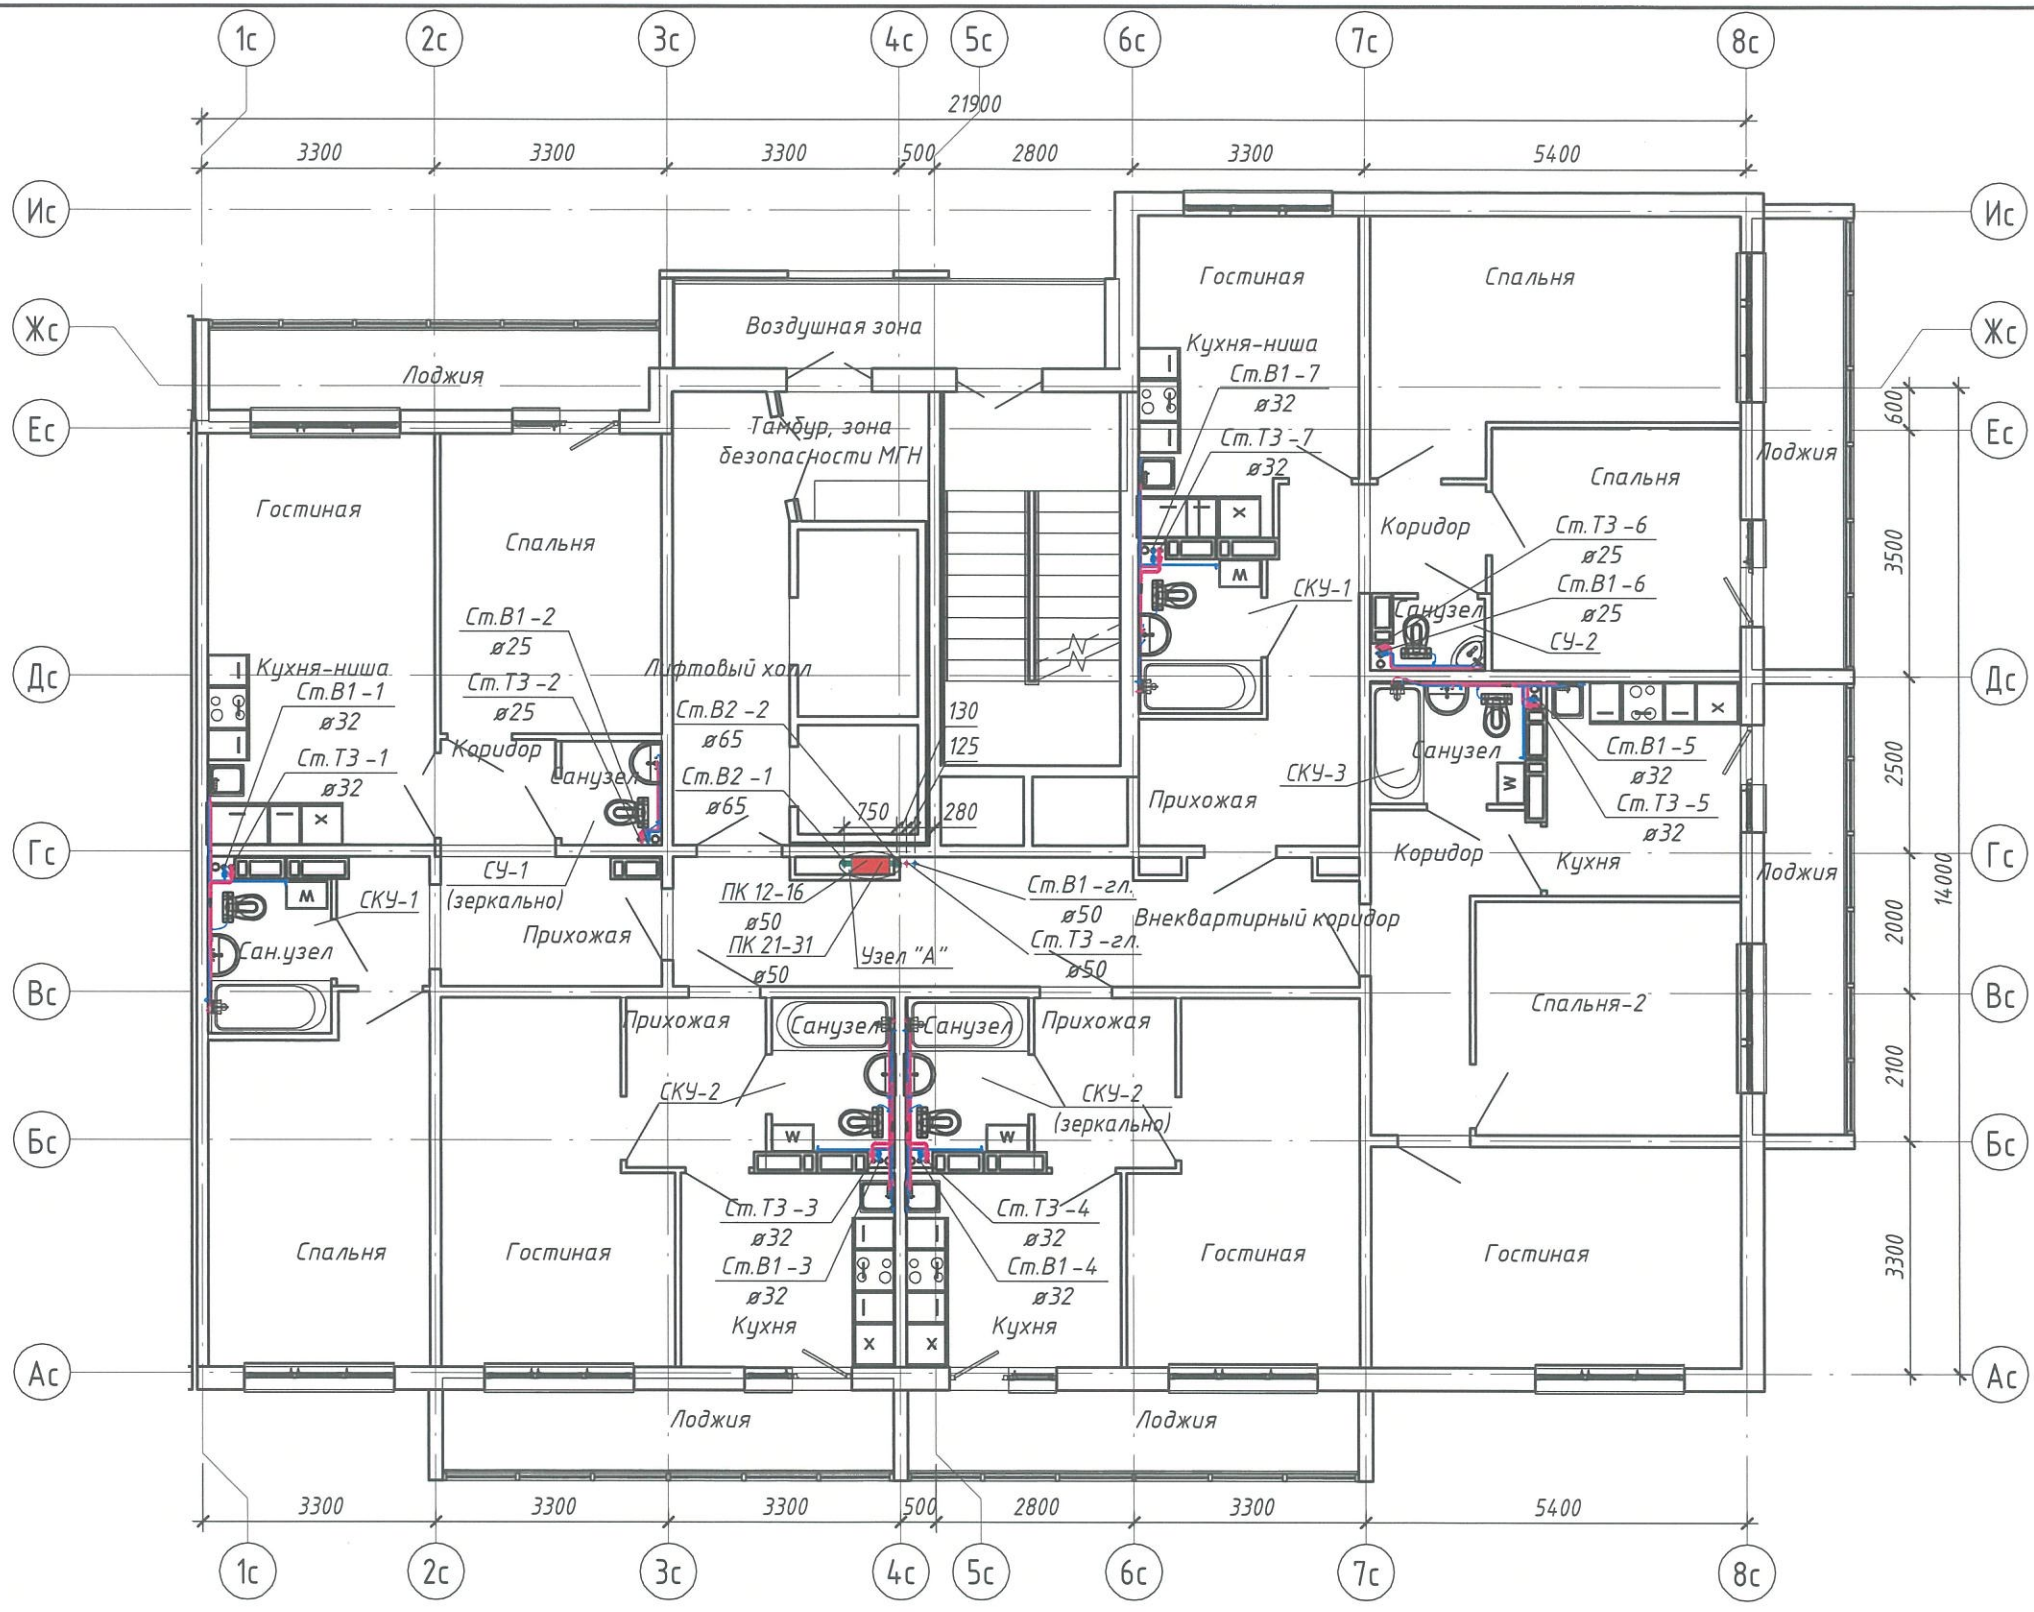 1с 2с 3с 4с 5с 6с 7с 8с
21900
3300 3300 3300 500 2800 3300 5400
Ис Ис
Гостиная Спальня
Воздушная зона
Жс Жс
Кухня-ниша
Лоджия
Ст.В1-7
ø32
600
Ес Ес
Тамбур, зона
безопасности МГН
Ст.Т3-7
ø32
Лоджия
Спальня
Гостиная
Спальня
Коридор
Ст.Т3-6
ø25
3500
X
W
СКУ-1
Ст.В1-6
ø25
Санузел
СУ-2
Ст.В1-2
ø25
Дс Дс
Кухня-ниша
Лифтовый холл
Ст.В1-1
ø32
Ст.Т3-2
ø25
Ст.В2-2
ø65
130
125
X
Коридор
Санузел
Ст.В1-5
ø32
2500
Ст.Т3-1
ø32
Санузел
Ст.В2-1
ø65
СКУ-3
W
Прихожая
Ст.Т3-5
ø32
X
750 280
Гс Гс
Коридор Кухня
Лоджия
14000
СУ-1
(зеркально)
W
СКУ-1
ПК 12-16
ø50
Ст.В1-гл.
ø50
Внеквартирный коридор
2000
Прихожая
Сан.узел
ПК 21-31
ø50
Узел "А"
Ст.Т3-гл.
ø50
Вс Вс
Спальня-2
Прихожая Санузел Санузел Прихожая
2100
СКУ-2
СКУ-2
(зеркально)
Бс Бс
W W
Ст.Т3-3
ø32
Ст.Т3-4
ø32
Спальня Гостиная Гостиная Гостиная
3300
Ст.В1-3
ø32
Ст.В1-4
ø32
Кухня Кухня
X X
Ас Ас
Лоджия Лоджия
3300 3300 3300 500 2800 3300 5400
1с 2с 3с 4с 5с 6с 7с 8с